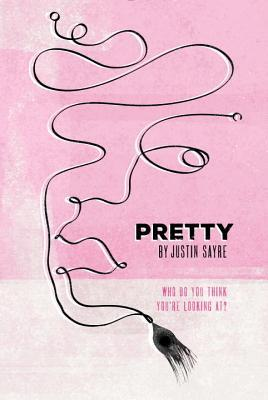 PRETTY
BY JUSTIN SAYRE
WHO DO YOU THINK
YOU'RE LOOKING AT?